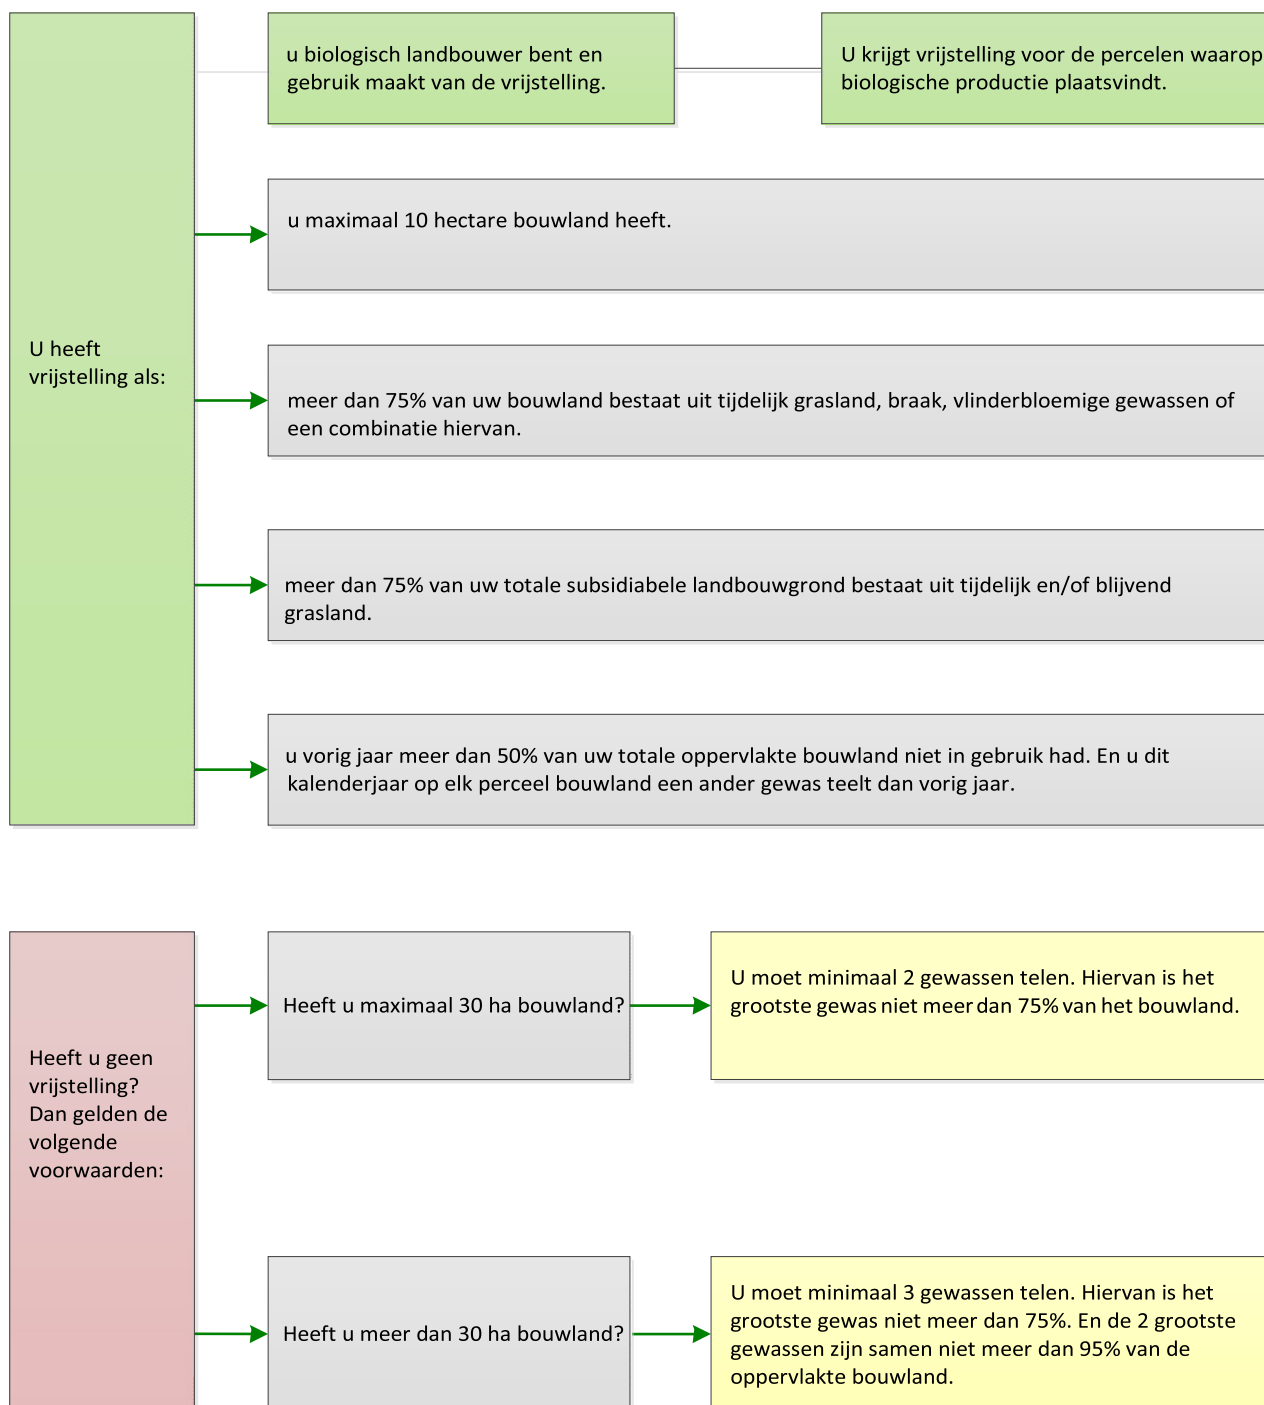 u biologisch landbouwer bent en
gebruik maakt van de vrijstelling.
U krijgt vrijstelling voor de percelen waarop
biologische productie plaatsvindt.
u maximaal 10 hectare bouwland heeft.
U heeft
vrijstelling als:
meer dan 75% van uw bouwland bestaat uit tijdelijk grasland, braak, vlinderbloemige gewassen of
een combinatie hiervan.
meer dan 75% van uw totale subsidiabele landbouwgrond bestaat uit tijdelijk en/of blijvend
grasland.
u vorig jaar meer dan 50% van uw totale oppervlakte bouwland niet in gebruik had. En u dit
kalenderjaar op elk perceel bouwland een ander gewas teelt dan vorig jaar.
Heeft u geen
vrijstelling?
Dan gelden de
volgende
voorwaarden:
Heeft u maximaal 30 ha bouwland?
U moet minimaal 2 gewassen telen. Hiervan is het
grootste gewas niet meer dan 75% van het bouwland.
Heeft u meer dan 30 ha bouwland?
U moet minimaal 3 gewassen telen. Hiervan is het
grootste gewas niet meer dan 75%. En de 2 grootste
gewassen zijn samen niet meer dan 95% van de
oppervlakte bouwland.